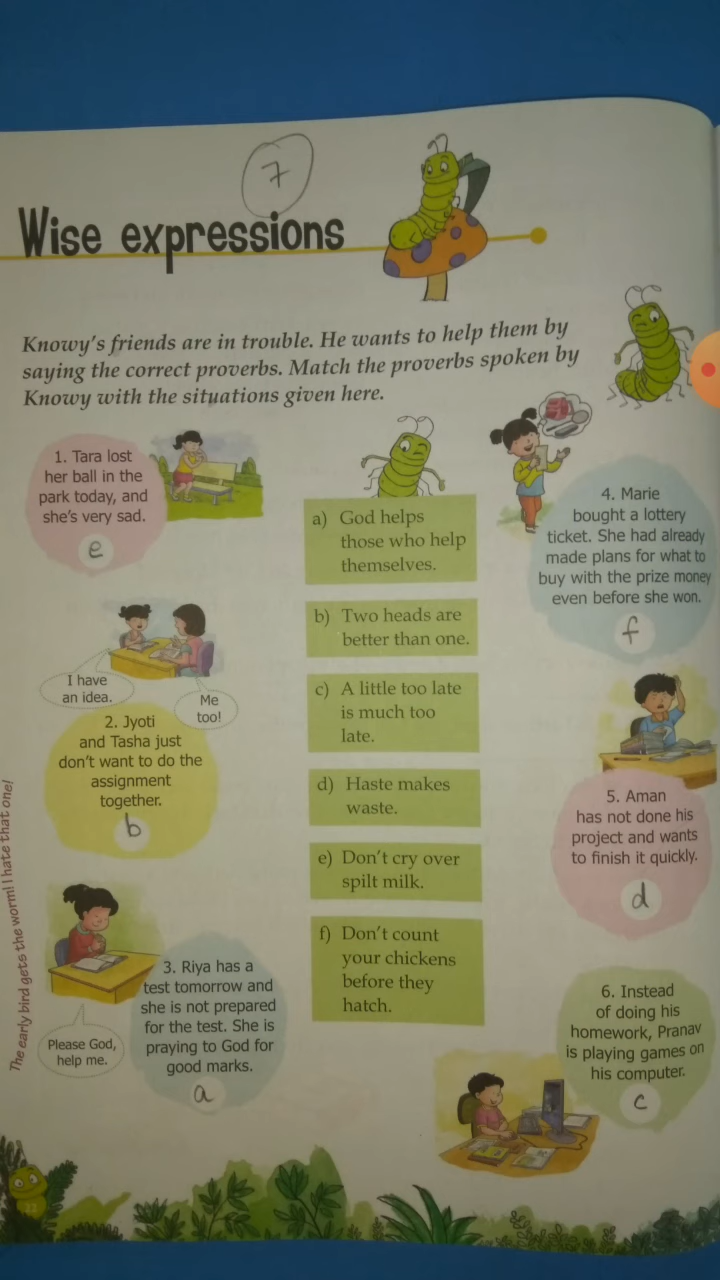 7
Wise expressions
Knowy's friends are in trouble. He wants to help them by
saying the correct proverbs. Match the proverbs spoken by
Knowy with the situations given here.
1. Tara lost
her ball in the
park today, and
she's very sad.
e
I have
an idea.
Me
too!
2. Jyoti
and Tasha just
don't want to do the
assignment
together.
b
3. Riya has a
test tomorrow and
she is not prepared
for the test. She is
praying to God for
good marks.
a
Please God,
help me.
a) God helps
those who help
themselves.
b) Two heads are
better than one.
c) A little too late
is much too
late.
d) Haste makes
waste.
e) Don't cry over
spilt milk.
f) Don't count
your chickens
before they
hatch.
4. Marie
bought a lottery
ticket. She had already
made plans for what to
buy with the prize money
even before she won.
f
5. Aman
has not done his
project and wants
to finish it quickly.
d
6. Instead
of doing his
homework, Pranav
is playing games on
his computer.
c
The early bird gets the worm! I hate that one!